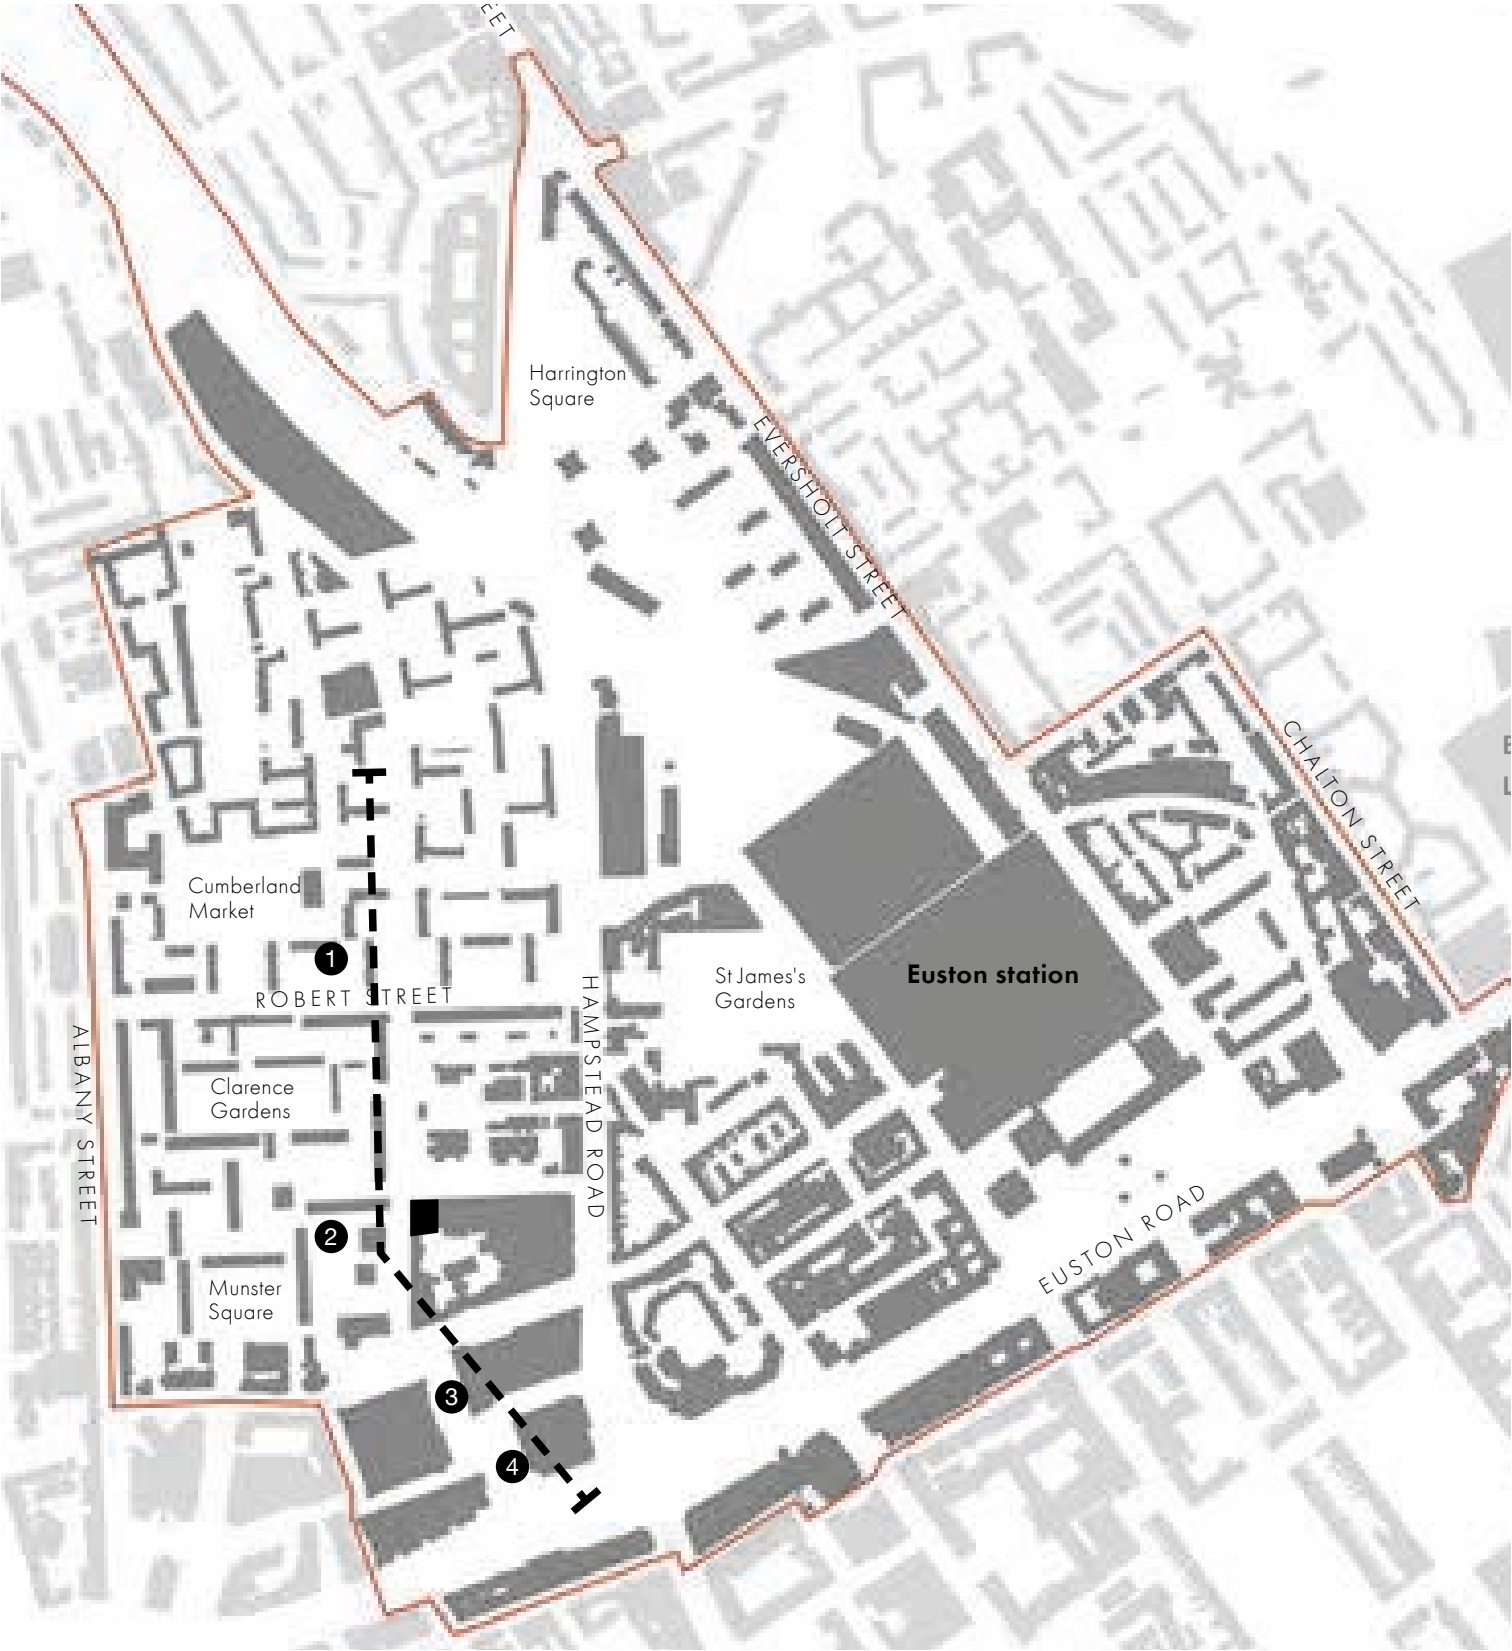 EET
Harrington
Square
EVERSHOLT STREET
CHALTON STREET
Cumberland
Market
1
ROBERT STREET
HAMPSTEAD ROAD
St James's
Gardens
Euston station
ALBANY STREET
Clarence
Gardens
2
EUSTON ROAD
Munster
Square
3
4